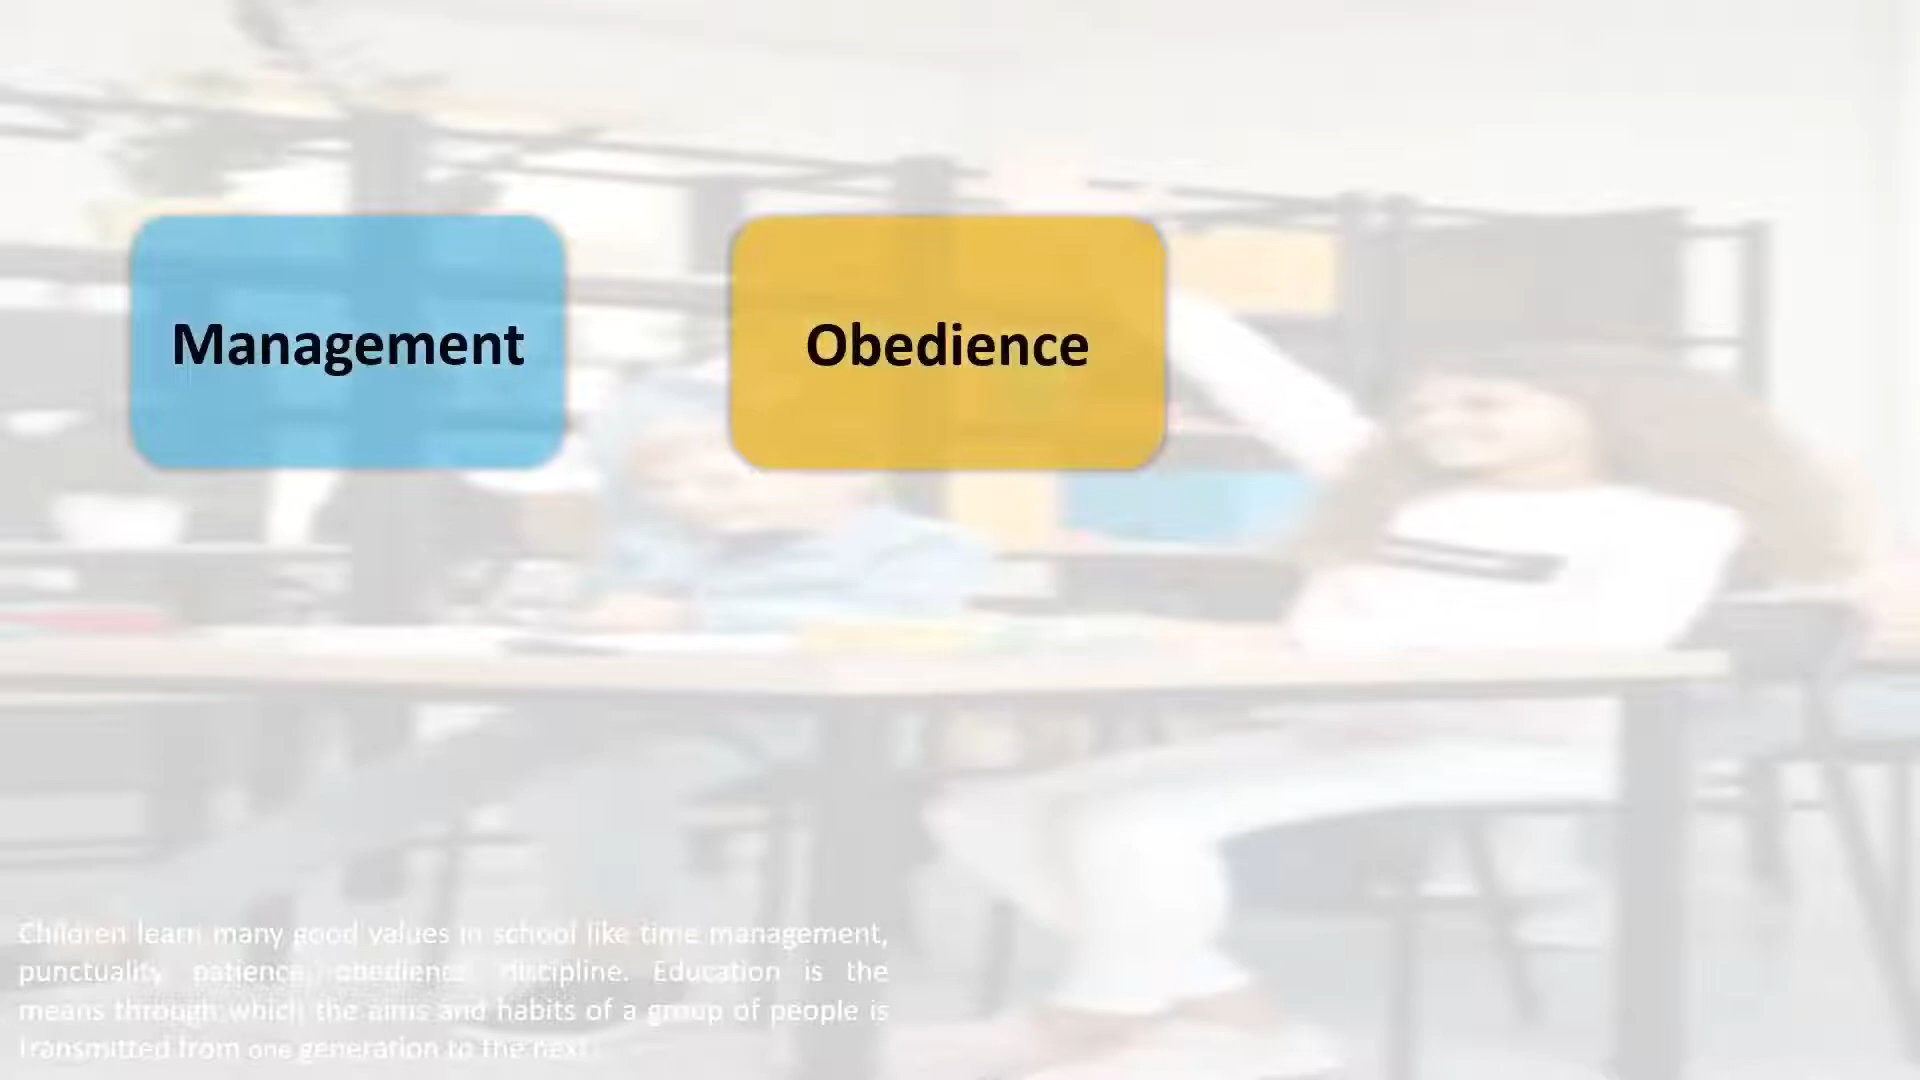 Management
Obedience
Children learn many good values in school like time management,
punctuality, patience, obedience, discipline. Education is the
means through which the aims and habits of a group of people is
transmitted from one generation to the next.